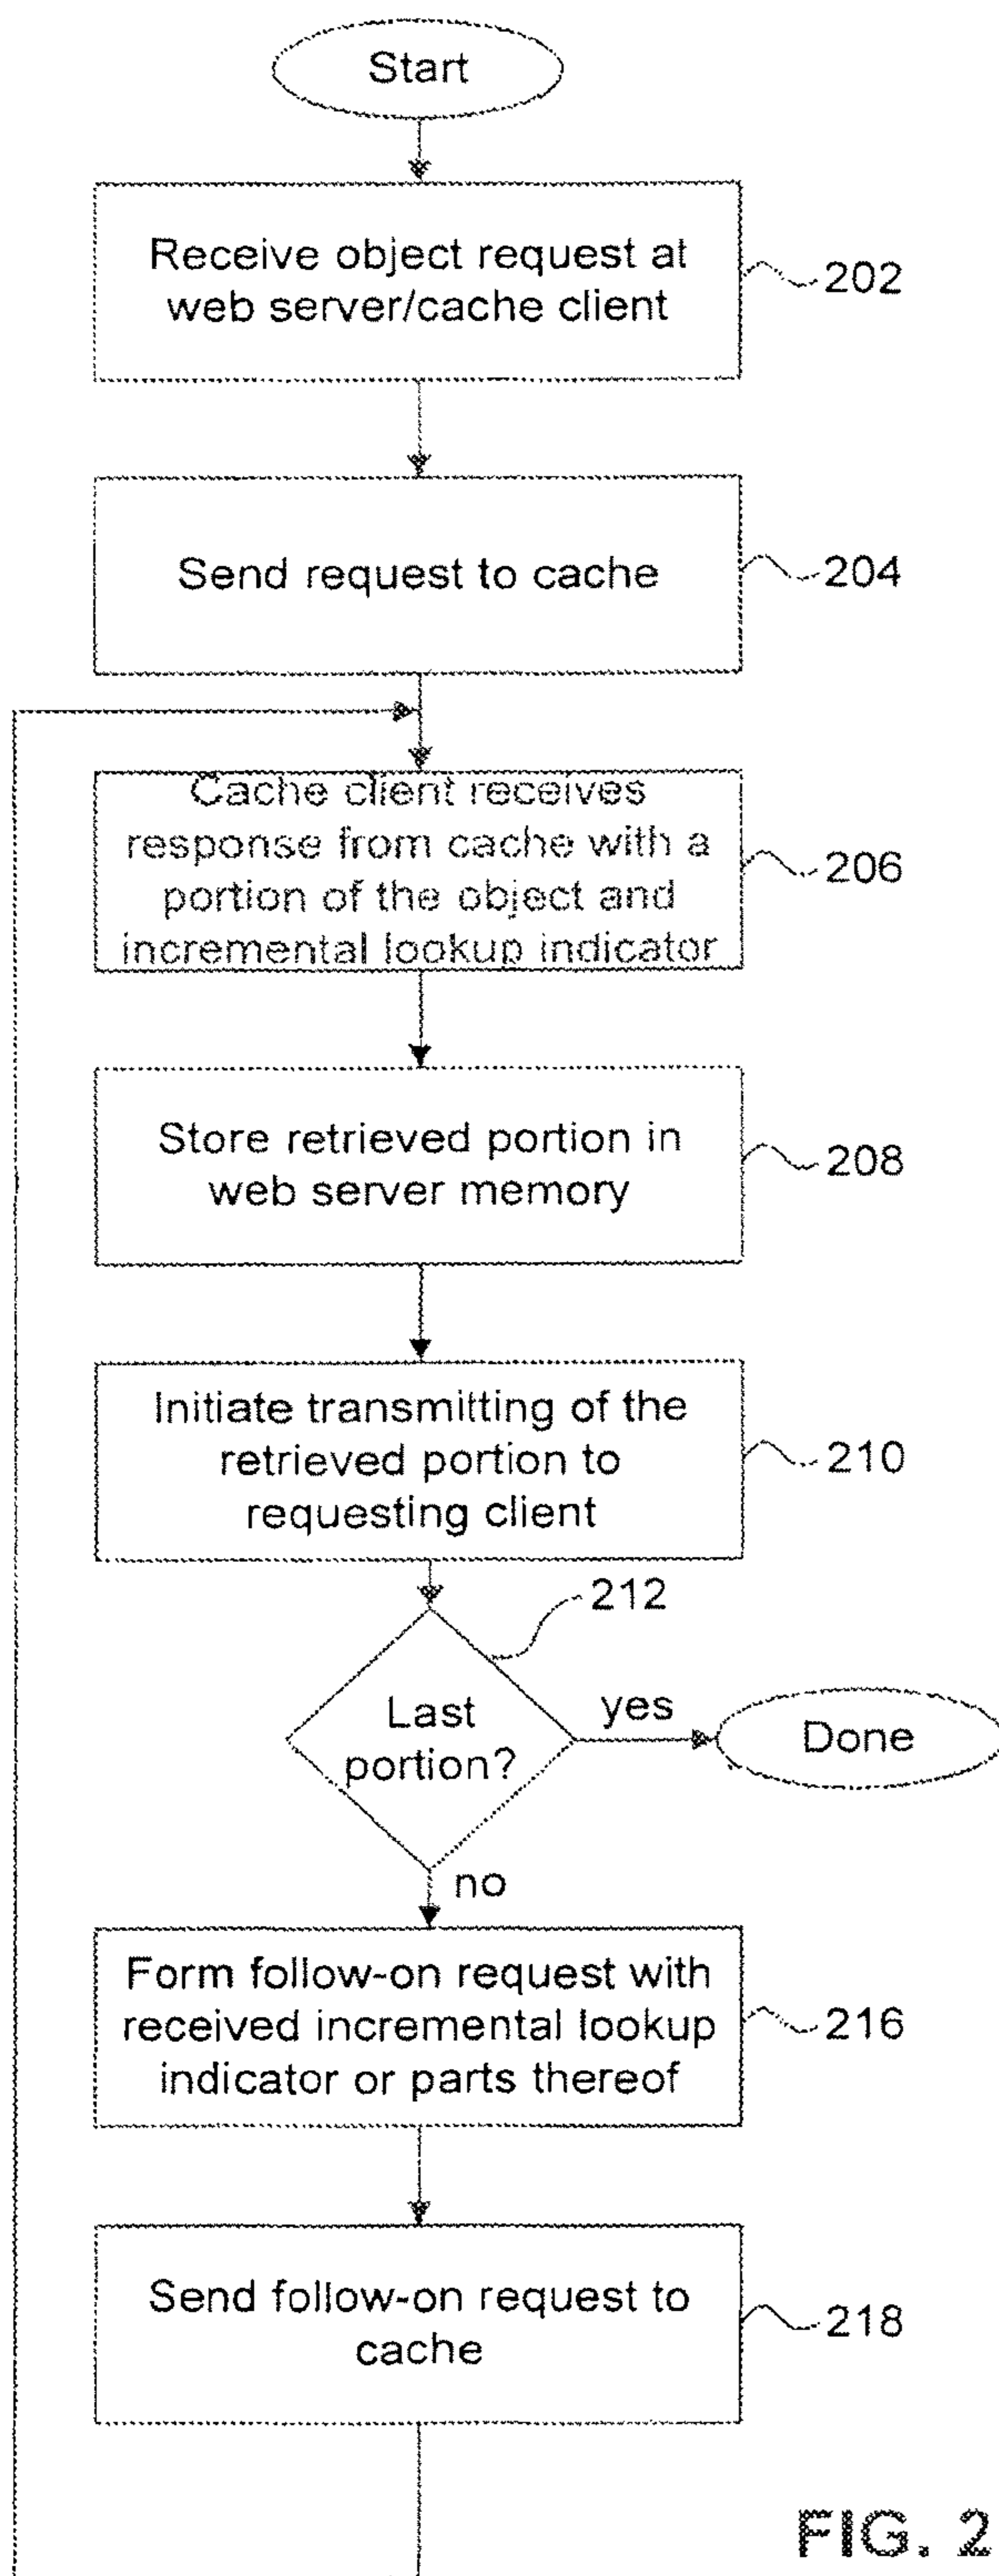 Start
Receive object request at
web server/cache client
202
Send request to cache
204
Cache client receives
response from cache with a
portion of the object and
incremental lookup indicator
206
Store retrieved portion in
web server memory
208
Initiate transmitting of the
retrieved portion to
requesting client
210
212
Last
portion?
yes
Done
no
Form follow-on request with
received incremental lookup
indicator or parts thereof
216
Send follow-on request to
cache
218
FIG. 2